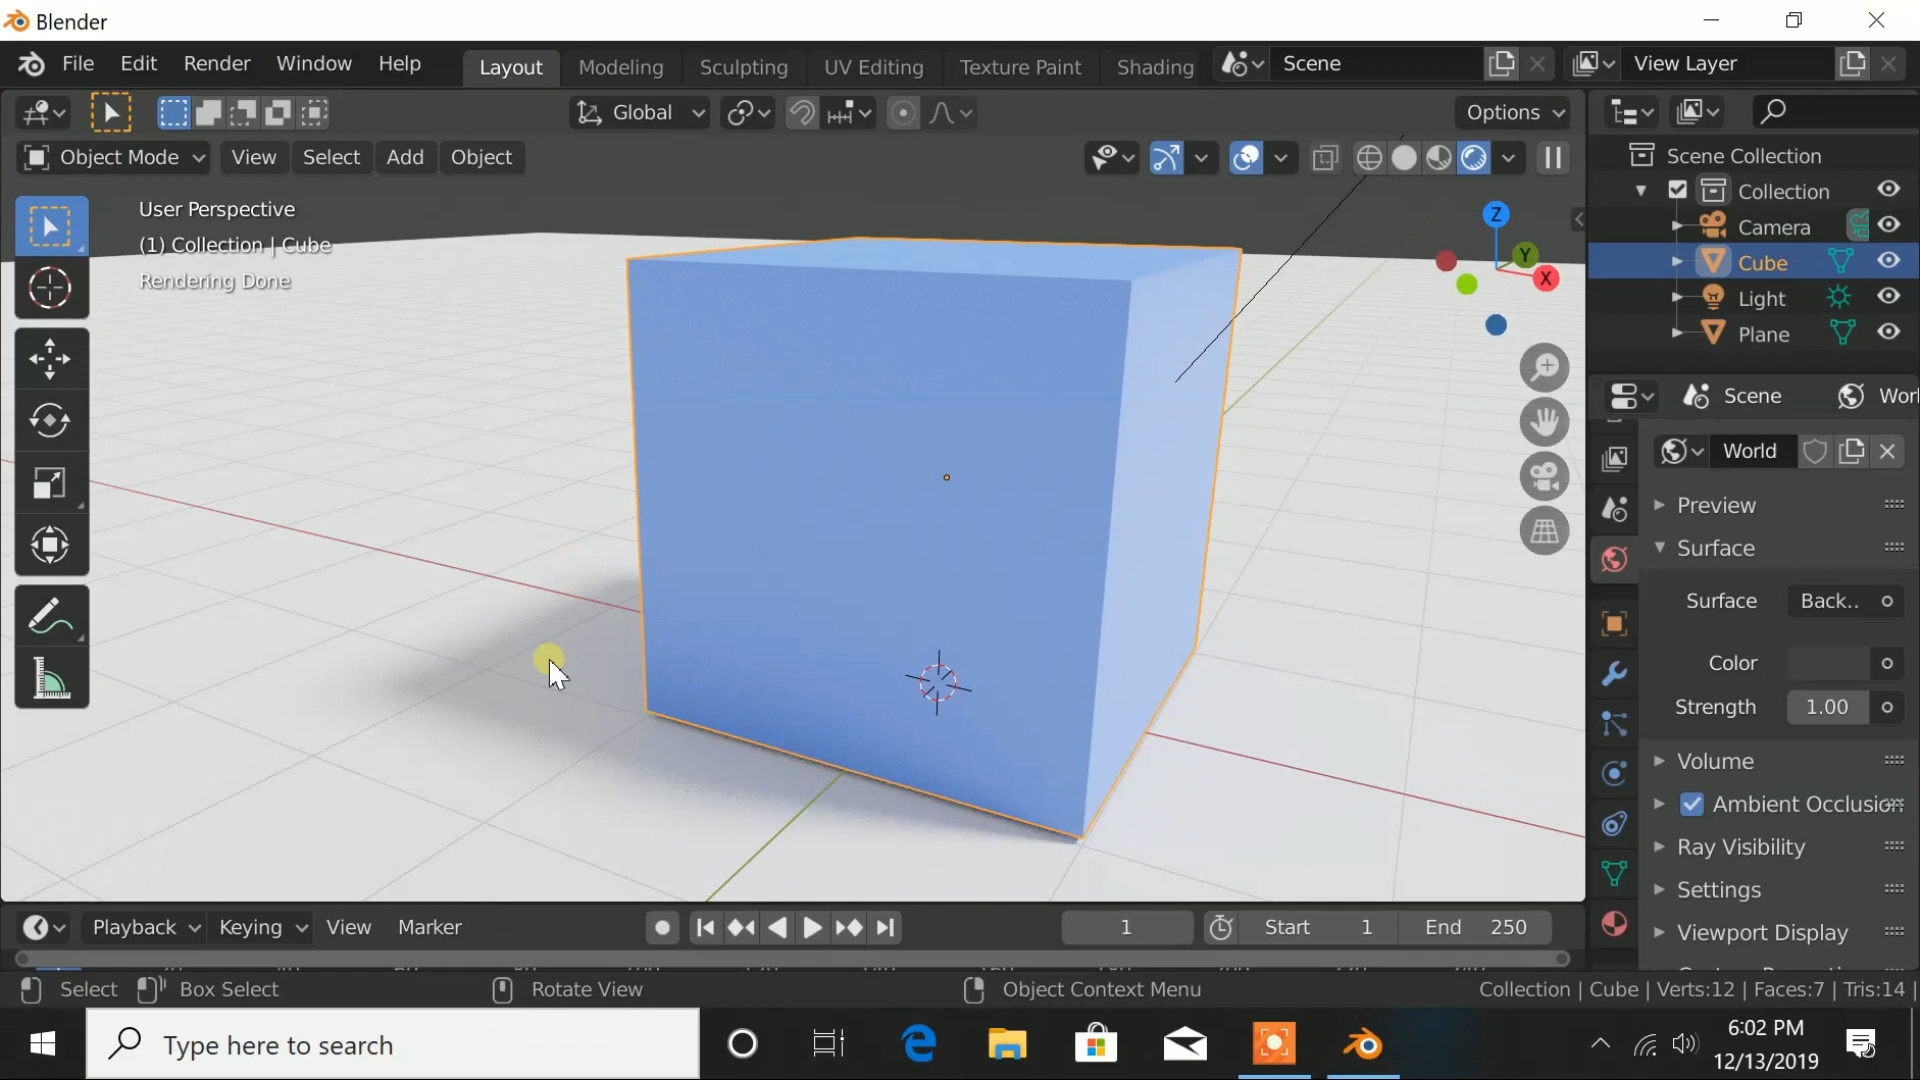 Blender
File Edit Render Window Help Layout Modeling Sculpting UV Editing Texture Paint Shading Scene View Layer
Global Options
Object Mode View Select Add Object
User Perspective
(1) Collection | Cube
Rendering Done
Z
Y
X
Scene Collection
Collection
Camera
Cube
Light
Plane
Scene Worl
World
Preview
Surface
Surface Back..
Color
Strength 1.00
Volume
Ambient Occlusion
Ray Visibility
Settings
Viewport Display
Playback Keying View Marker 1 Start 1 End 250
Select Box Select Rotate View Object Context Menu Collection | Cube | Verts:12 | Faces:7 | Tris:14 |
Type here to search
6:02 PM
12/13/2019